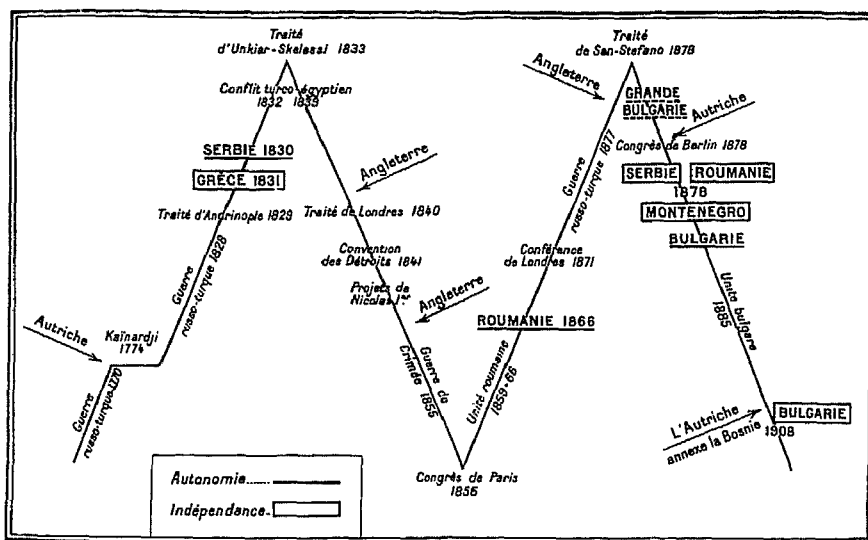 Traité
d'Unkiar-Skelessi 1833
Conflit turco-égyptien
1832 1833
SERBIE 1830
GRÈCE 1831
Traité d'Andrinople 1829
Guerre
russo-turque 1828
Autriche
Kaïnardji
1774
Guerre
russo-turque 1770
Angleterre
Traité de Londres 1840
Convention
des Détroits 1841
Projets de
Nicolas Ier
Angleterre
Guerre de
Crimée 1855
Congrès de Paris
1856
Unité roumaine
1859-66
ROUMANIE 1866
Conférence
de Londres 1871
Guerre
russo-turque 1877
Angleterre
Traité
de San-Stefano 1878
GRANDE
BULGARIE
Autriche
Congrès de Berlin 1878
SERBIE ROUMANIE
1878
MONTENEGRO
BULGARIE
Unité bulgare
1885
L'Autriche
annexe la Bosnie
1908
BULGARIE
Autonomie
Indépendance